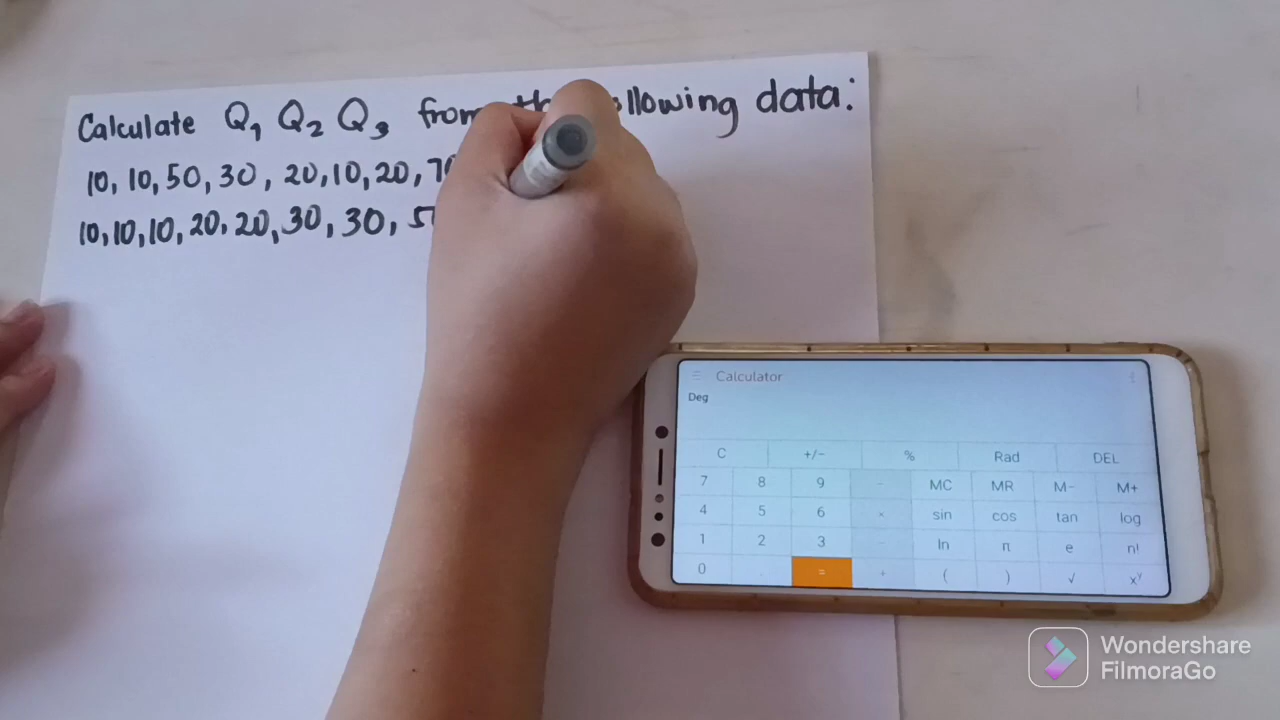 Calculate Q1 Q2 Q3 from following data:
10, 10, 50, 30, 20, 10, 20, 70
10, 10, 10, 20, 20, 30, 30,
Calculator
Deg
C +/- % Rad DEL
7 8 9 - MC MR M- M+
4 5 6 × sin cos tan log
1 2 3 - ln π e n!
0 . = + ( ) √ xʸ
Wondershare
FilmoraGo